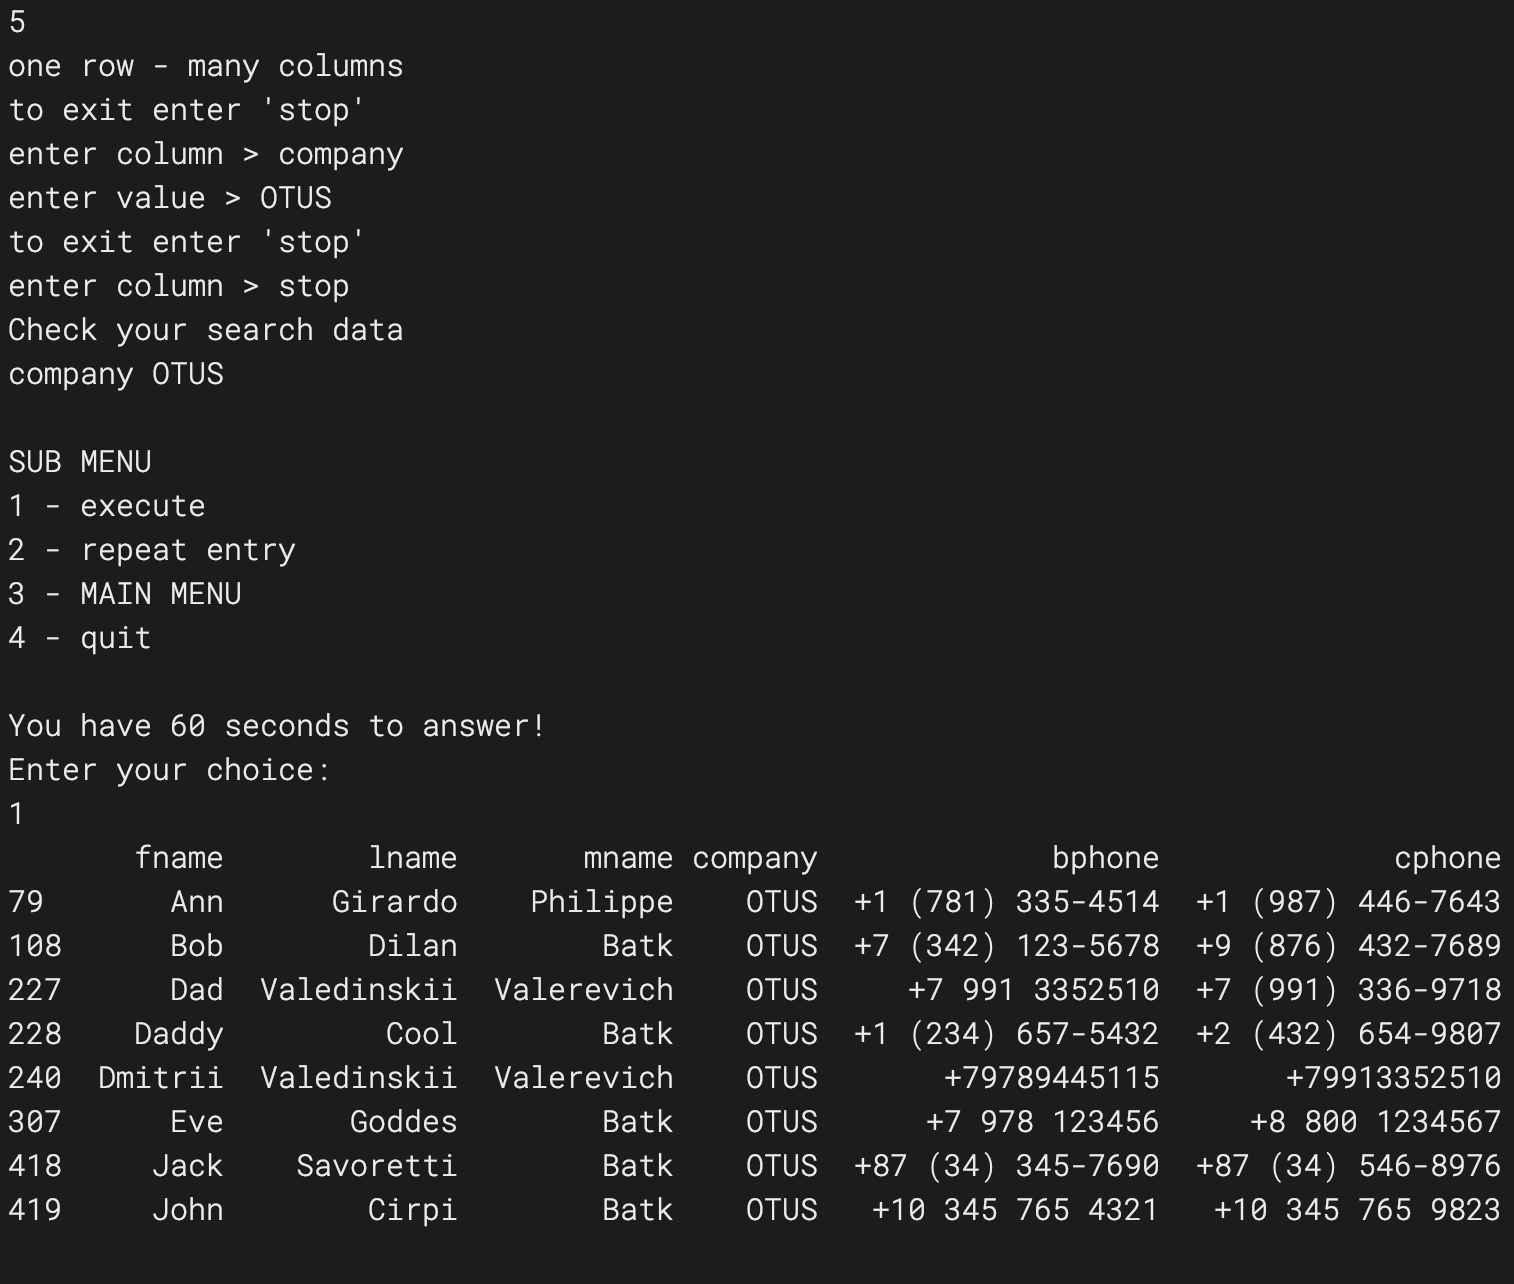 5
one row - many columns
to exit enter 'stop'
enter column > company
enter value > OTUS
to exit enter 'stop'
enter column > stop
Check your search data
company OTUS
SUB MENU
1 - execute
2 - repeat entry
3 - MAIN MENU
4 - quit
You have 60 seconds to answer!
Enter your choice:
1
fname lname mname company bphone cphone
79 Ann Girardo Philippe OTUS +1 (781) 335-4514 +1 (987) 446-7643
108 Bob Dilan Batk OTUS +7 (342) 123-5678 +9 (876) 432-7689
227 Dad Valedinskii Valerevich OTUS +7 991 3352510 +7 (991) 336-9718
228 Daddy Cool Batk OTUS +1 (234) 657-5432 +2 (432) 654-9807
240 Dmitrii Valedinskii Valerevich OTUS +79789445115 +79913352510
307 Eve Goddes Batk OTUS +7 978 123456 +8 800 1234567
418 Jack Savoretti Batk OTUS +87 (34) 345-7690 +87 (34) 546-8976
419 John Cirpi Batk OTUS +10 345 765 4321 +10 345 765 9823